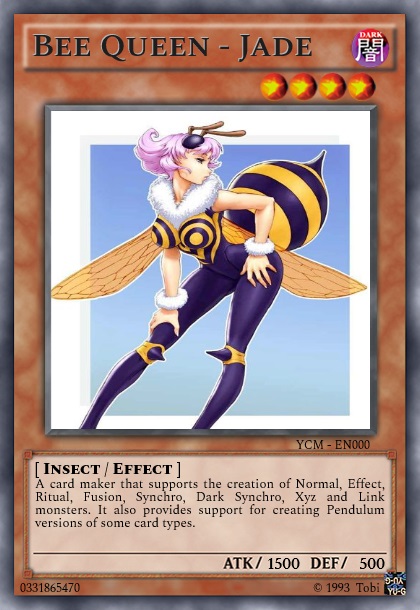 Bee Queen - Jade
DARK
闇
YCM - EN000
[ Insect / Effect ]
A card maker that supports the creation of Normal, Effect,
Ritual, Fusion, Synchro, Dark Synchro, Xyz and Link
monsters. It also provides support for creating Pendulum
versions of some card types.
ATK/ 1500 DEF/ 500
0331865470
© 1993 Tobi